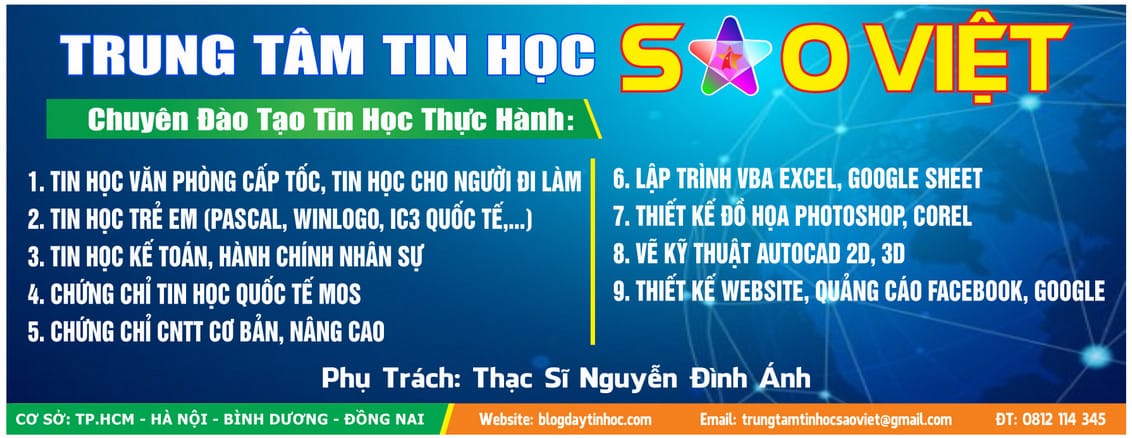 TRUNG TÂM TIN HỌC SAO VIỆT
Chuyên Đào Tạo Tin Học Thực Hành:
1. TIN HỌC VĂN PHÒNG CẤP TỐC, TIN HỌC CHO NGƯỜI ĐI LÀM
2. TIN HỌC TRẺ EM (PASCAL, WINLOGO, IC3 QUỐC TẾ,...)
3. TIN HỌC KẾ TOÁN, HÀNH CHÍNH NHÂN SỰ
4. CHỨNG CHỈ TIN HỌC QUỐC TẾ MOS
5. CHỨNG CHỈ CNTT CƠ BẢN, NÂNG CAO
6. LẬP TRÌNH VBA EXCEL, GOOGLE SHEET
7. THIẾT KẾ ĐỒ HỌA PHOTOSHOP, COREL
8. VẼ KỸ THUẬT AUTOCAD 2D, 3D
9. THIẾT KẾ WEBSITE, QUẢNG CÁO FACEBOOK, GOOGLE
Phụ Trách: Thạc Sĩ Nguyễn Đình Ánh
CƠ SỞ: TP.HCM - HÀ NỘI - BÌNH DƯƠNG - ĐỒNG NAI Website: blogdaytinhoc.com Email: trungtamtinhocsaoviet@gmail.com ĐT: 0812 114 345